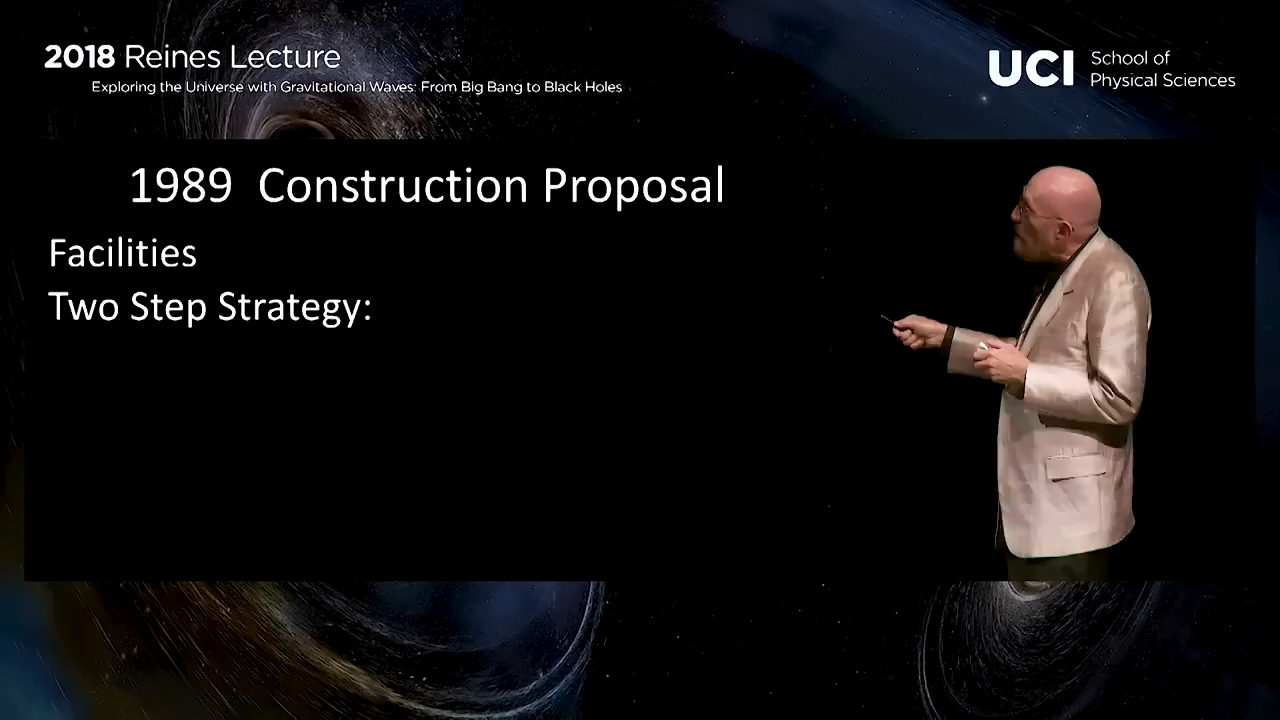 2018 Reines Lecture
Exploring the Universe with Gravitational Waves: From Big Bang to Black Holes
UCI School of
Physical Sciences
1989 Construction Proposal
Facilities
Two Step Strategy: